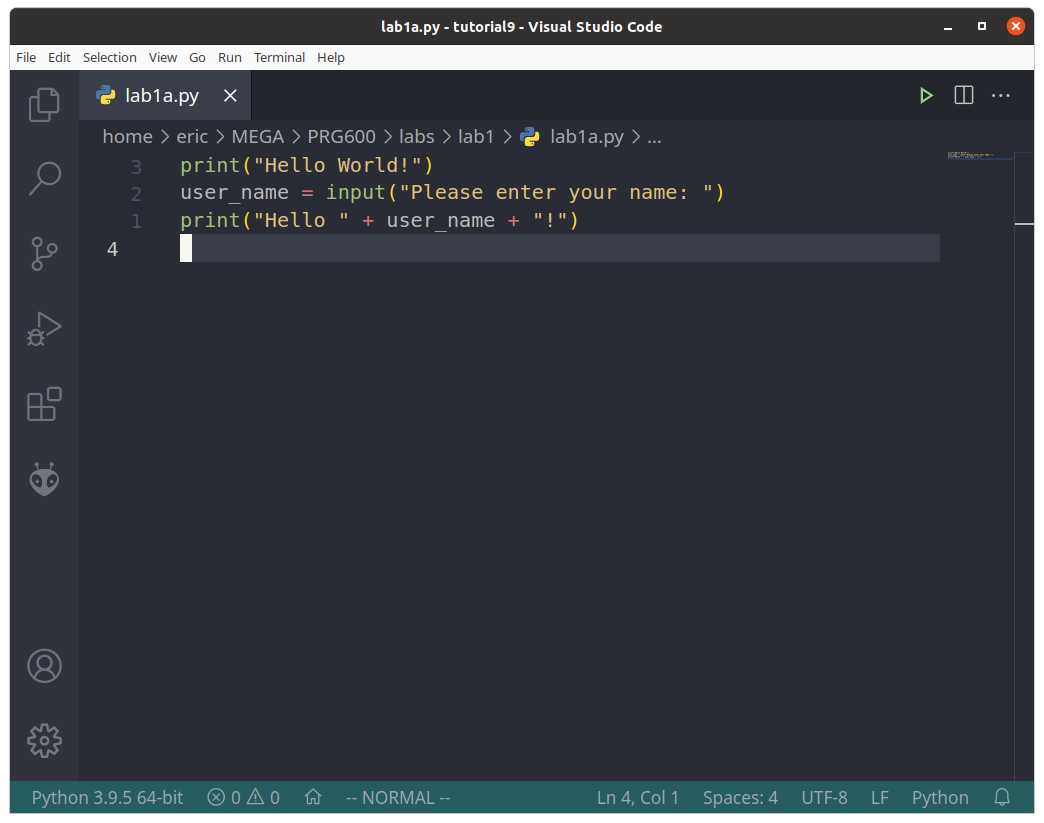 lab1a.py - tutorial9 - Visual Studio Code
File Edit Selection View Go Run Terminal Help
lab1a.py
home > eric > MEGA > PRG600 > labs > lab1 > lab1a.py > ...
3 print("Hello World!")
2 user_name = input("Please enter your name: ")
1 print("Hello " + user_name + "!")
4
Python 3.9.5 64-bit 0 0 -- NORMAL -- Ln 4, Col 1 Spaces: 4 UTF-8 LF Python